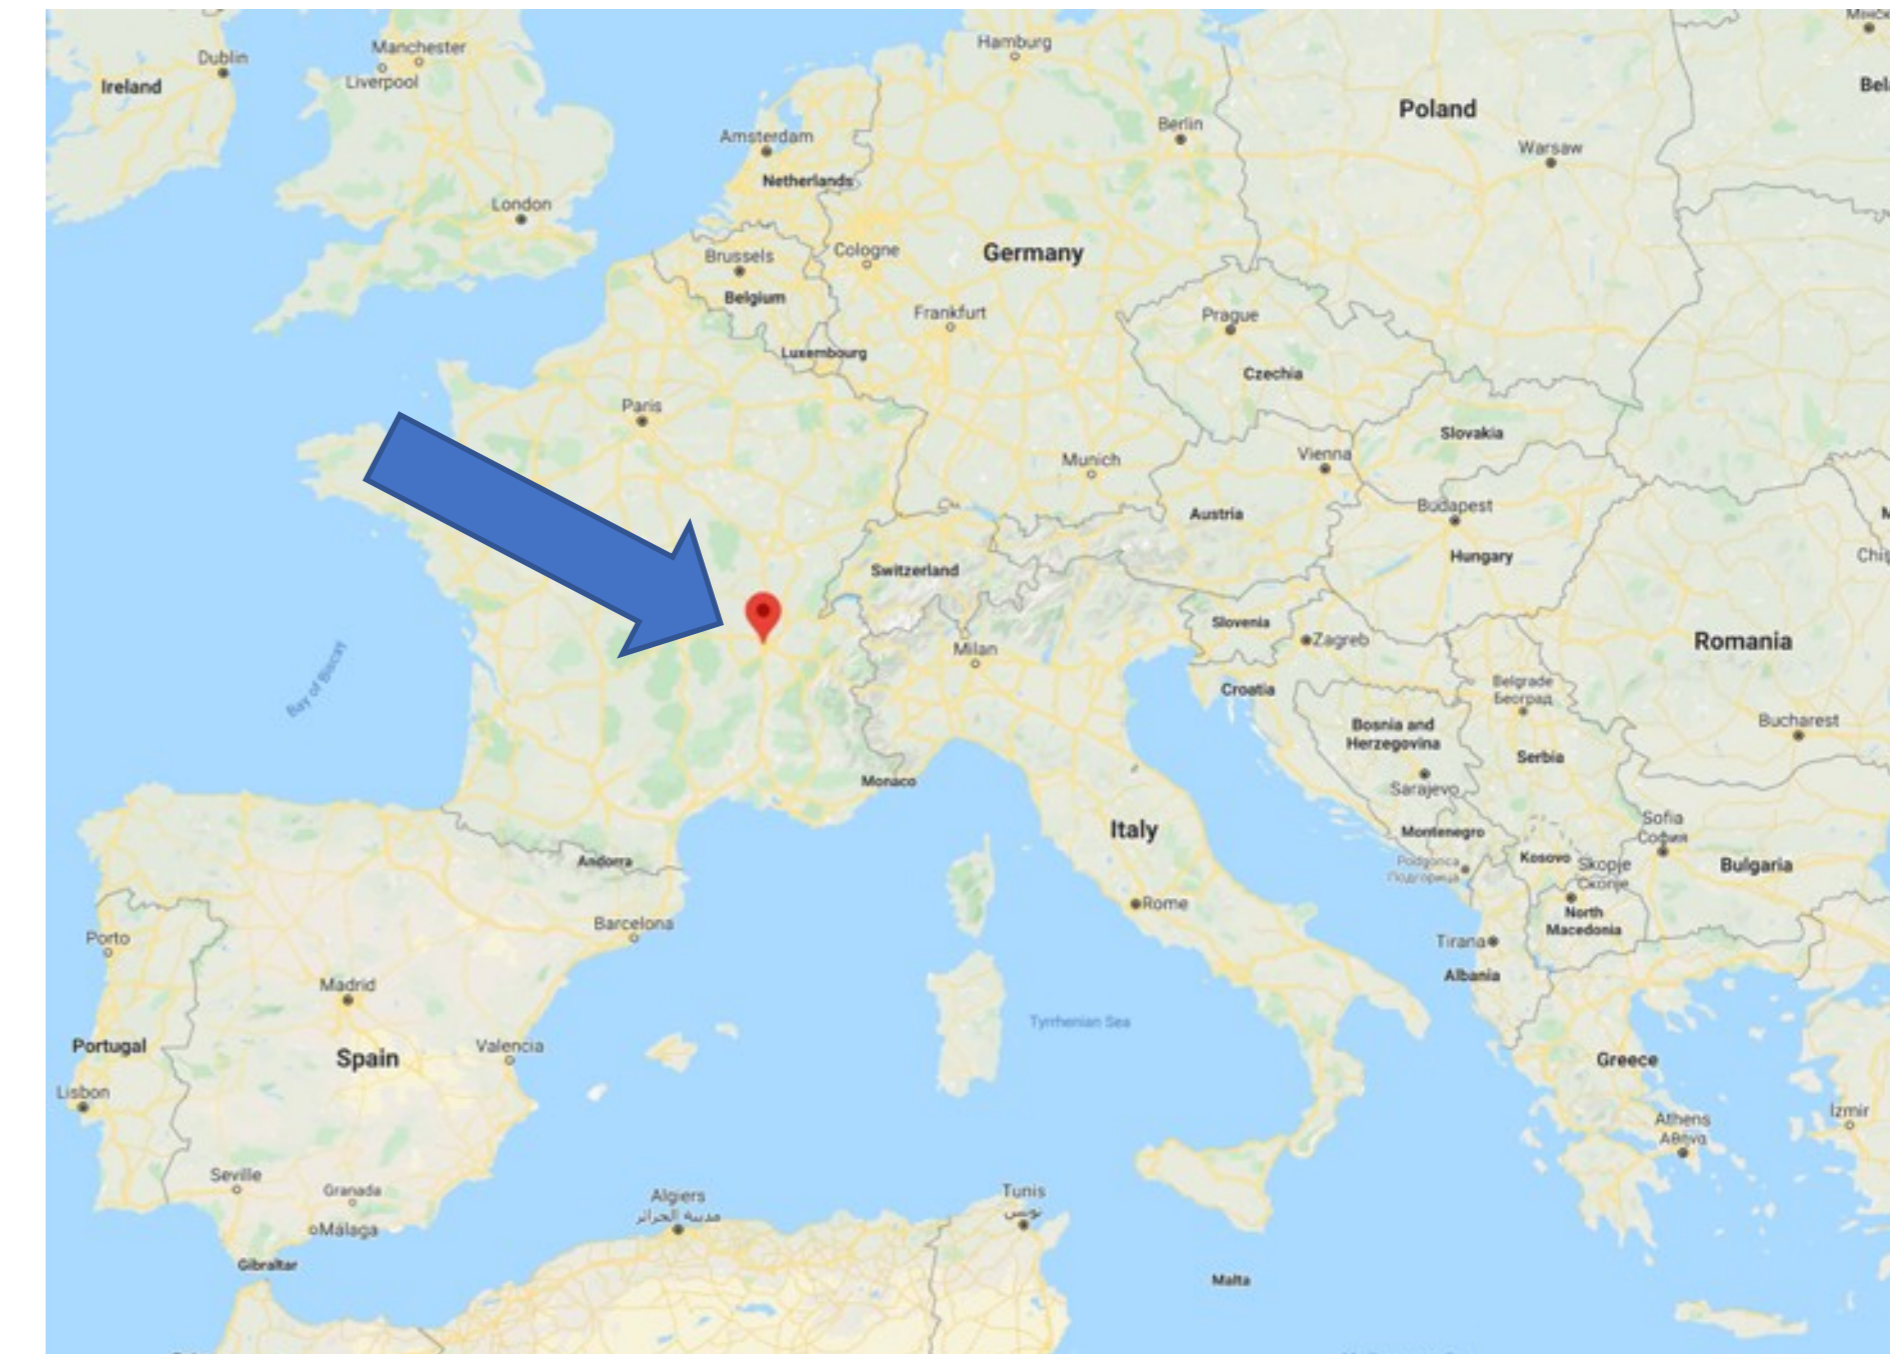 Dublin
Ireland
Manchester
Liverpool
London
Hamburg
Amsterdam
Netherlands
Berlin
Poland
Warsaw
Brussels
Belgium
Cologne
Germany
Frankfurt
Luxembourg
Prague
Czechia
Paris
Slovakia
Munich
Vienna
Austria
Budapest
Hungary
Switzerland
Slovenia
Zagreb
Milan
Romania
Bay of Biscay
Croatia
Belgrade
Београд
Bosnia and
Herzegovina
Bucharest
Serbia
Monaco
Sarajevo
Italy
Montenegro
Sofia
София
Andorra
Podgorica
Подгорица
Kosovo
Skopje
Скопје
Bulgaria
Rome
North
Macedonia
Barcelona
Porto
Tirana
Albania
Madrid
Tyrrhenian Sea
Portugal
Spain
Valencia
Greece
Lisbon
Athens
Αθήνα
İzmir
Seville
Granada
Málaga
Gibraltar
Algiers
مدينة الجزائر
Tunis
تونس
Malta